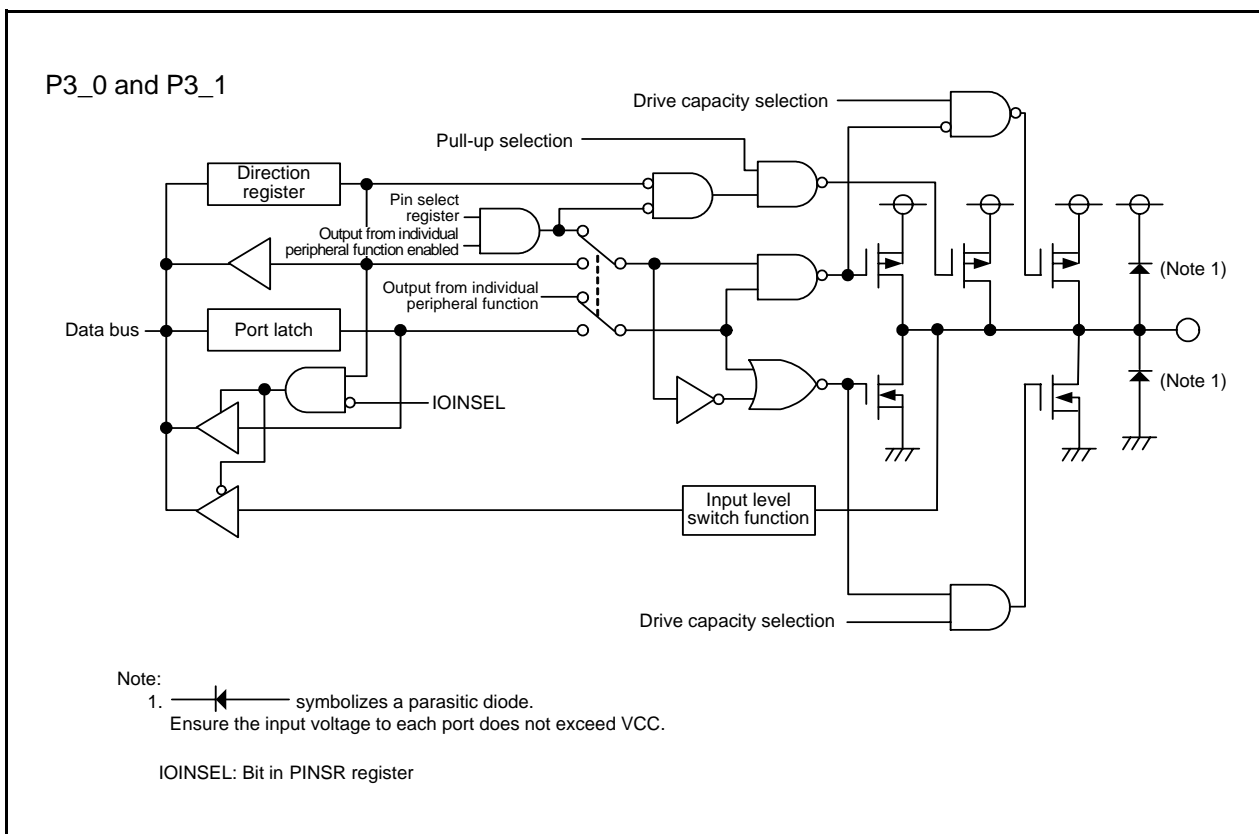 P3_0 and P3_1
Drive capacity selection
Pull-up selection
Direction
register
Pin select
register
Output from individual
peripheral function enabled
Output from individual
peripheral function
Data bus
Port latch
IOINSEL
Input level
switch function
(Note 1)
(Note 1)
Drive capacity selection
Note:
1. symbolizes a parasitic diode.
Ensure the input voltage to each port does not exceed VCC.
IOINSEL: Bit in PINSR register